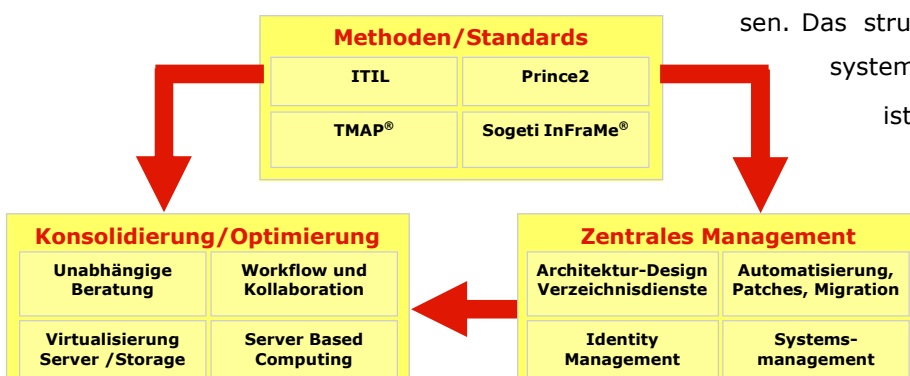 sen. Das stru
system
ist
Methoden/Standards
ITIL
Prince2
TMAP®
Sogeti InFraMe®
Konsolidierung/Optimierung
Unabhängige
Beratung
Workflow und
Kollaboration
Virtualisierung
Server /Storage
Server Based
Computing
Zentrales Management
Architektur-Design
Verzeichnisdienste
Automatisierung,
Patches, Migration
Identity
Management
Systems-
management